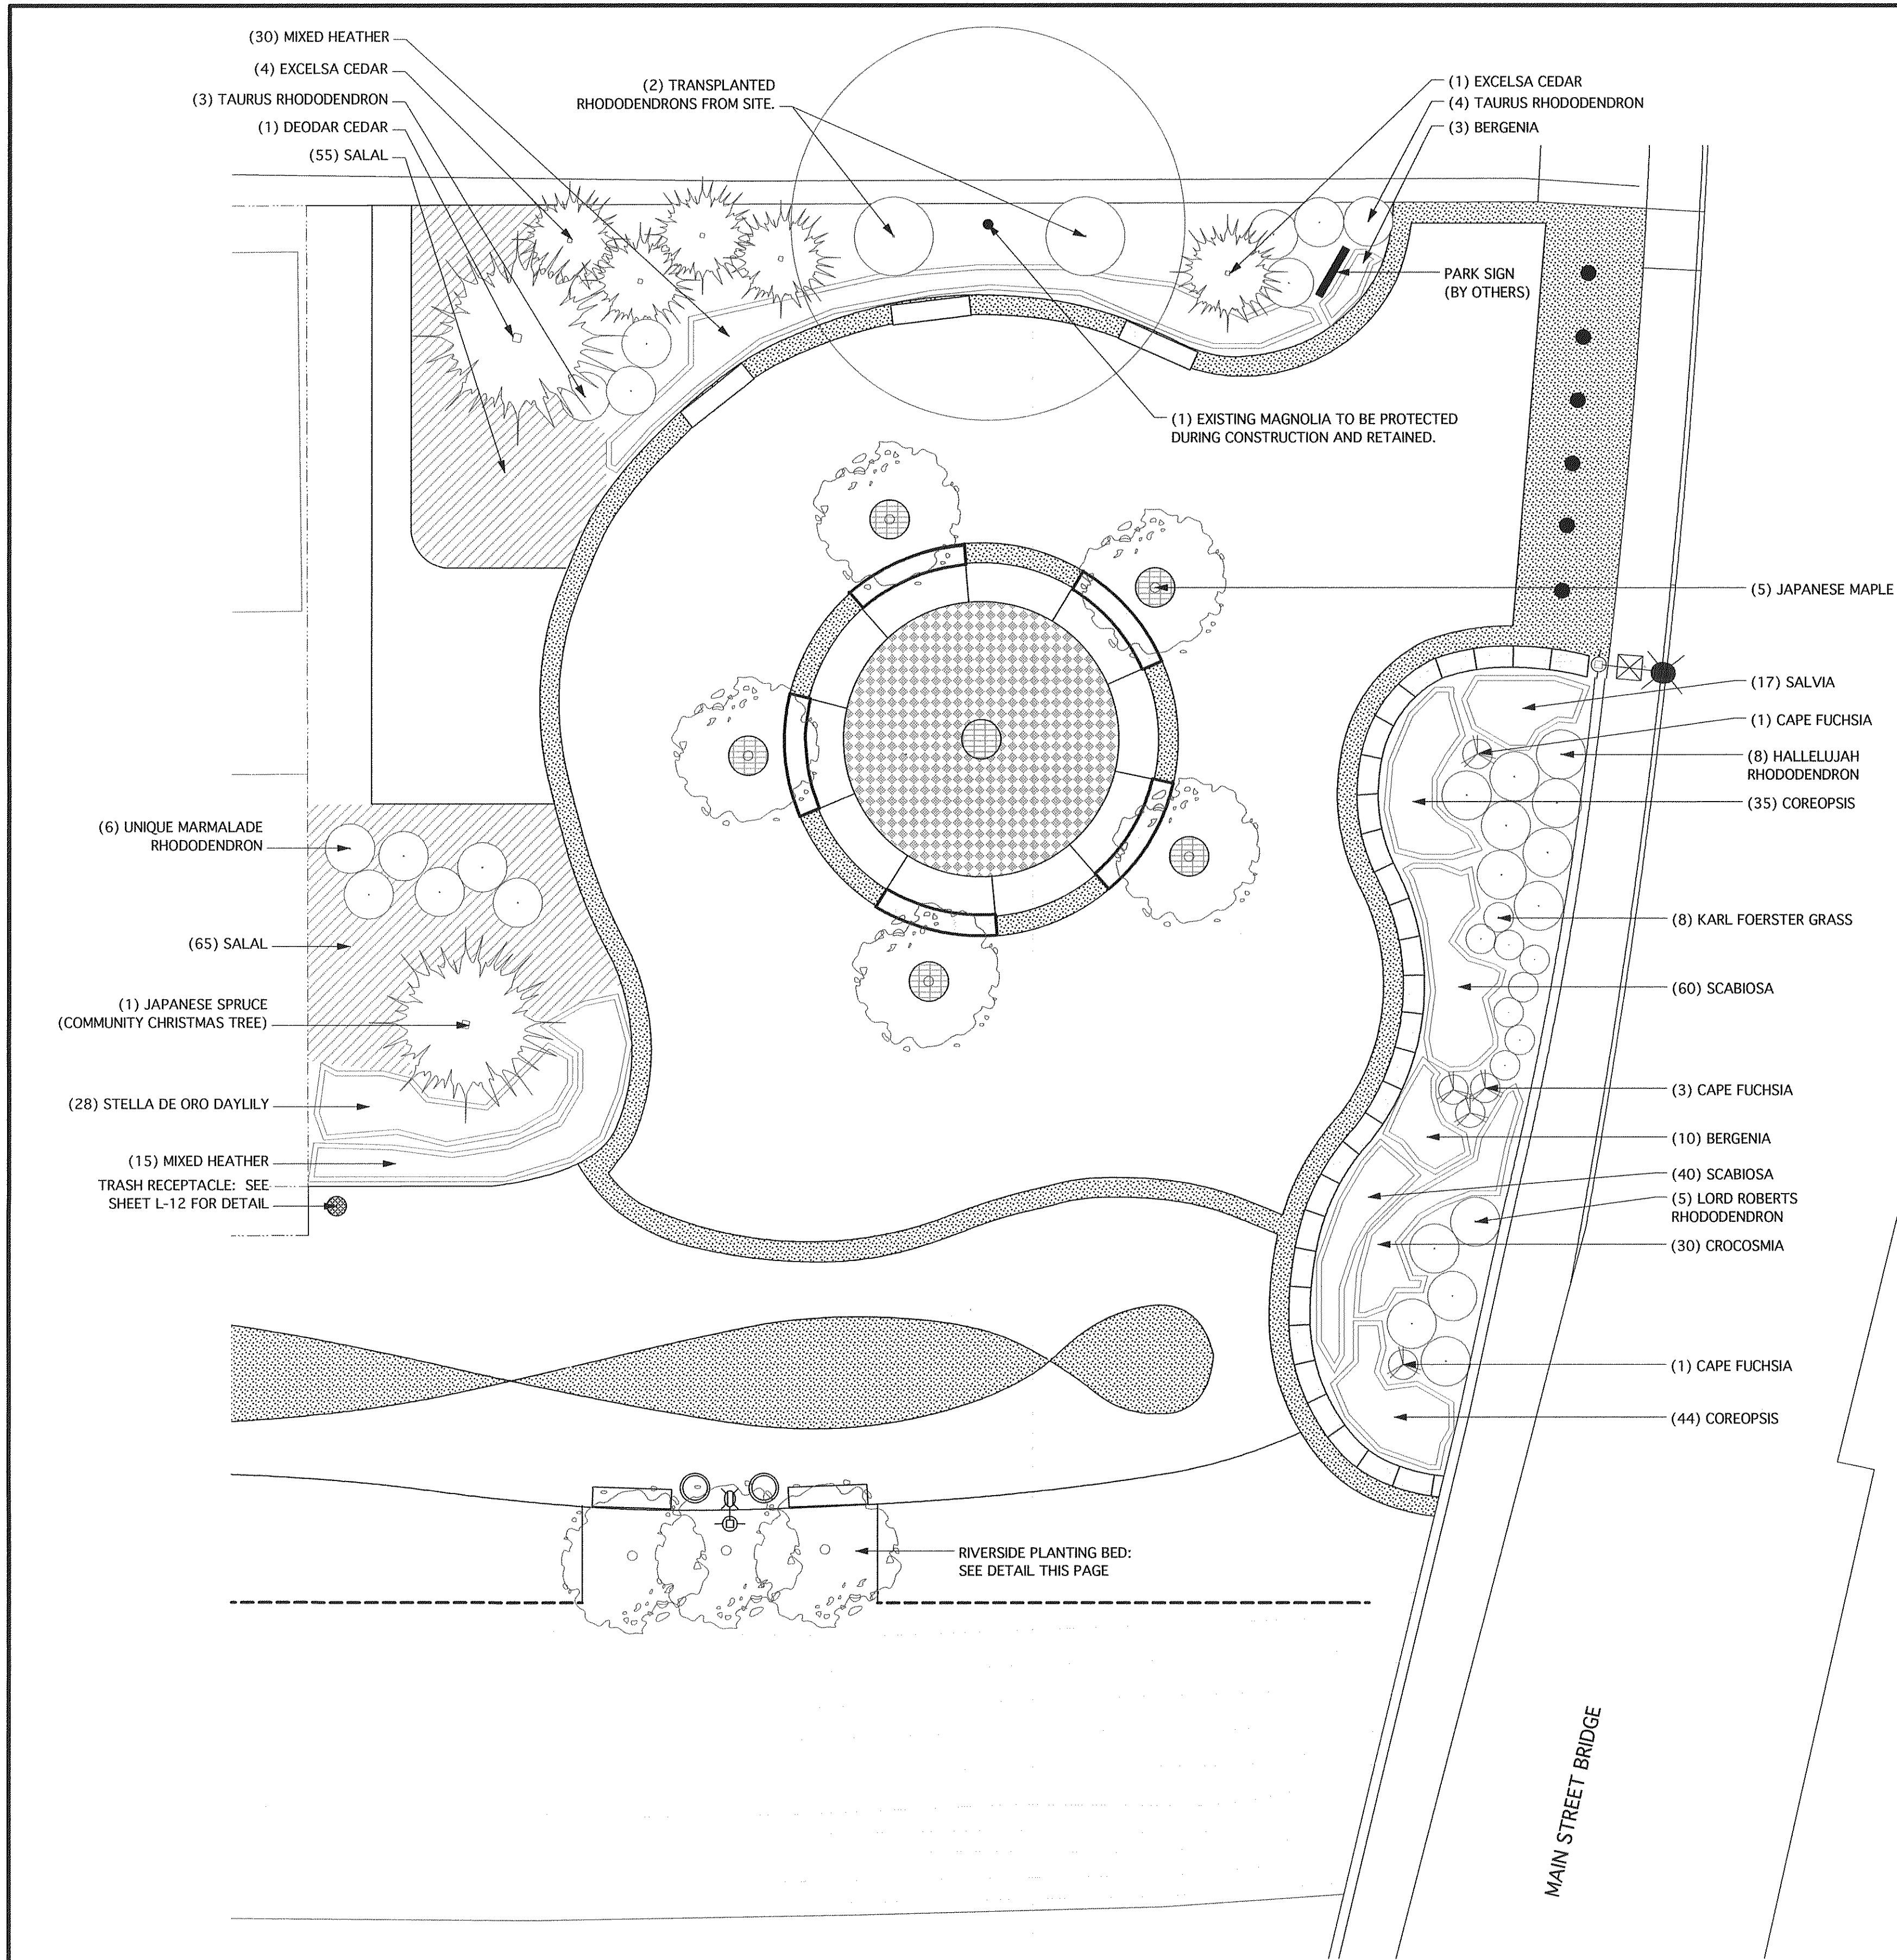 (30) MIXED HEATHER
(4) EXCELSA CEDAR
(3) TAURUS RHODODENDRON
(1) DEODAR CEDAR
(55) SALAL
(2) TRANSPLANTED
RHODODENDRONS FROM SITE.
(1) EXCELSA CEDAR
(4) TAURUS RHODODENDRON
(3) BERGENIA
PARK SIGN
(BY OTHERS)
(1) EXISTING MAGNOLIA TO BE PROTECTED
DURING CONSTRUCTION AND RETAINED.
(5) JAPANESE MAPLE
(17) SALVIA
(1) CAPE FUCHSIA
(8) HALLELUJAH
RHODODENDRON
(35) COREOPSIS
(6) UNIQUE MARMALADE
RHODODENDRON
(65) SALAL
(1) JAPANESE SPRUCE
(COMMUNITY CHRISTMAS TREE)
(28) STELLA DE ORO DAYLILY
(15) MIXED HEATHER
TRASH RECEPTACLE: SEE
SHEET L-12 FOR DETAIL
(8) KARL FOERSTER GRASS
(60) SCABIOSA
(3) CAPE FUCHSIA
(10) BERGENIA
(40) SCABIOSA
(5) LORD ROBERTS
RHODODENDRON
(30) CROCOSMIA
(1) CAPE FUCHSIA
(44) COREOPSIS
RIVERSIDE PLANTING BED:
SEE DETAIL THIS PAGE
MAIN STREET BRIDGE